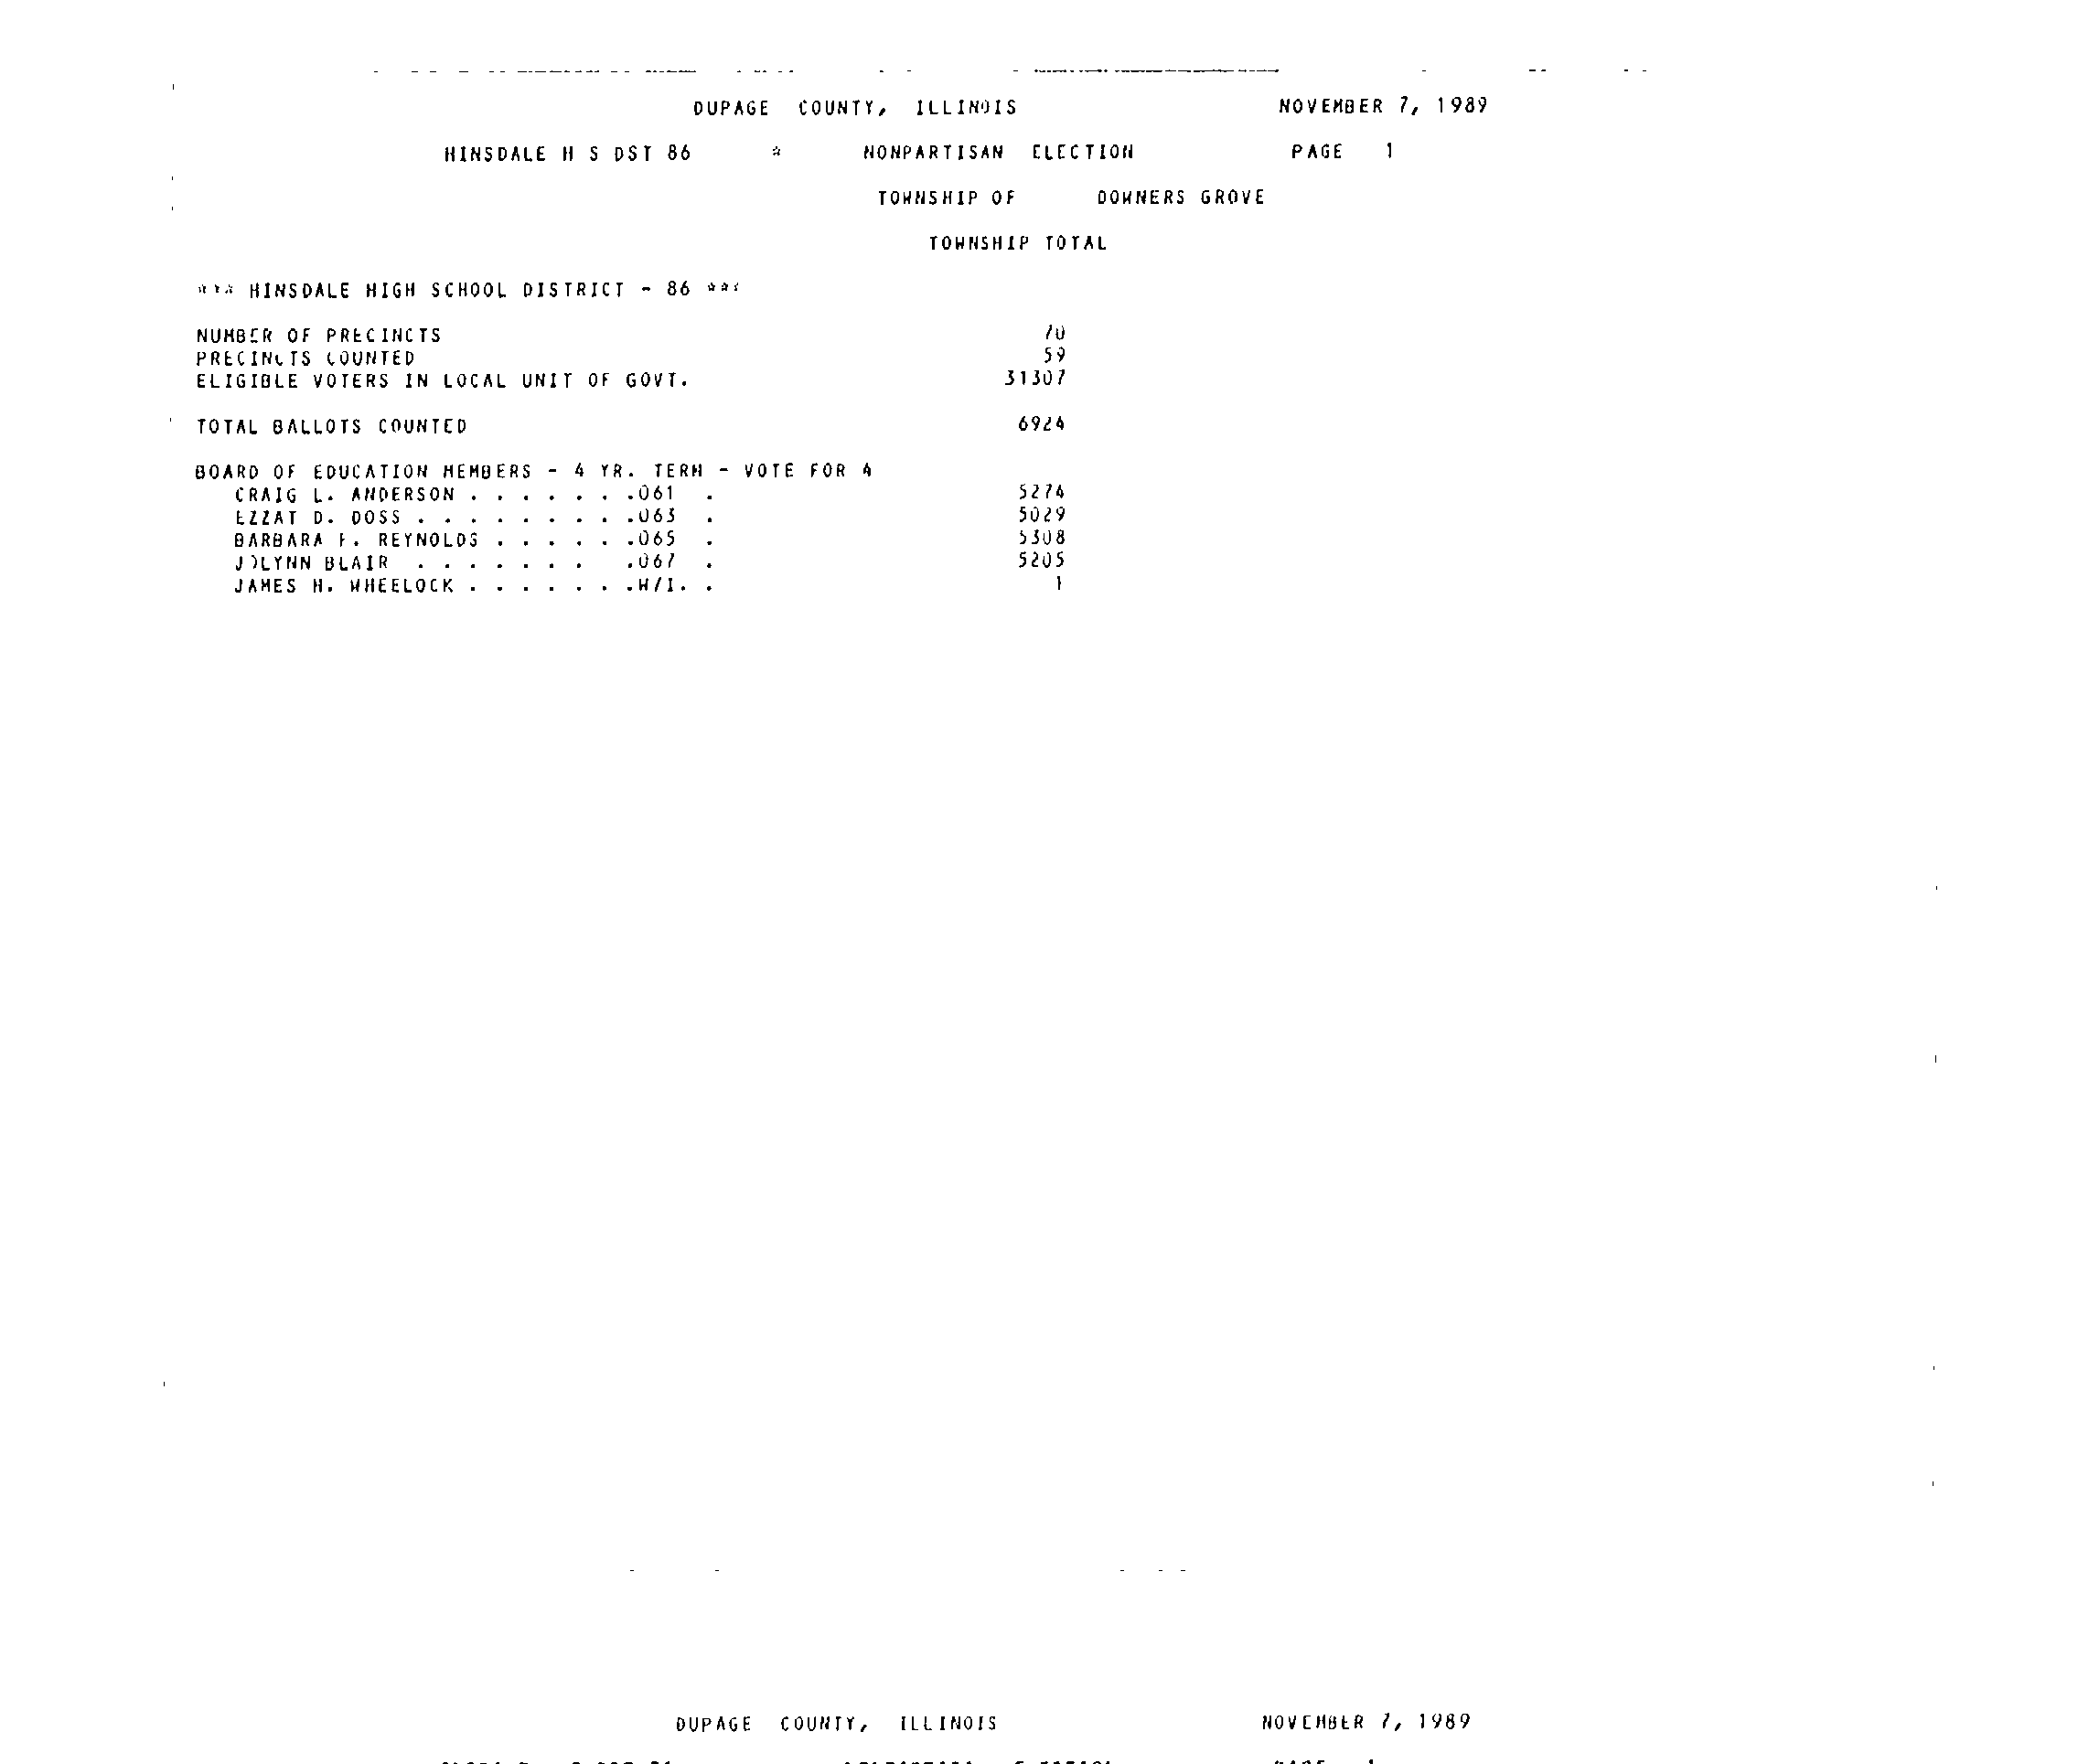 DUPAGE COUNTY, ILLINOIS NOVEMBER 7, 1989
HINSDALE H S DST 86 * NONPARTISAN ELECTION PAGE 1
TOWNSHIP OF DOWNERS GROVE
TOWNSHIP TOTAL
*** HINSDALE HIGH SCHOOL DISTRICT - 86 ***
NUMBER OF PRECINCTS 70
PRECINCTS COUNTED 59
ELIGIBLE VOTERS IN LOCAL UNIT OF GOVT. 31307
TOTAL BALLOTS COUNTED 6924
BOARD OF EDUCATION MEMBERS - 4 YR. TERM - VOTE FOR 4
CRAIG L. ANDERSON . . . . . . .061 . 5274
EZZAT D. DOSS . . . . . . . . .063 . 5029
BARBARA F. REYNOLDS . . . . . .065 . 5308
JOLYNN BLAIR . . . . . . . .067 . 5205
JAMES H. WHEELOCK . . . . . . .W/I. . 1
DUPAGE COUNTY, ILLINOIS NOVEMBER 7, 1989